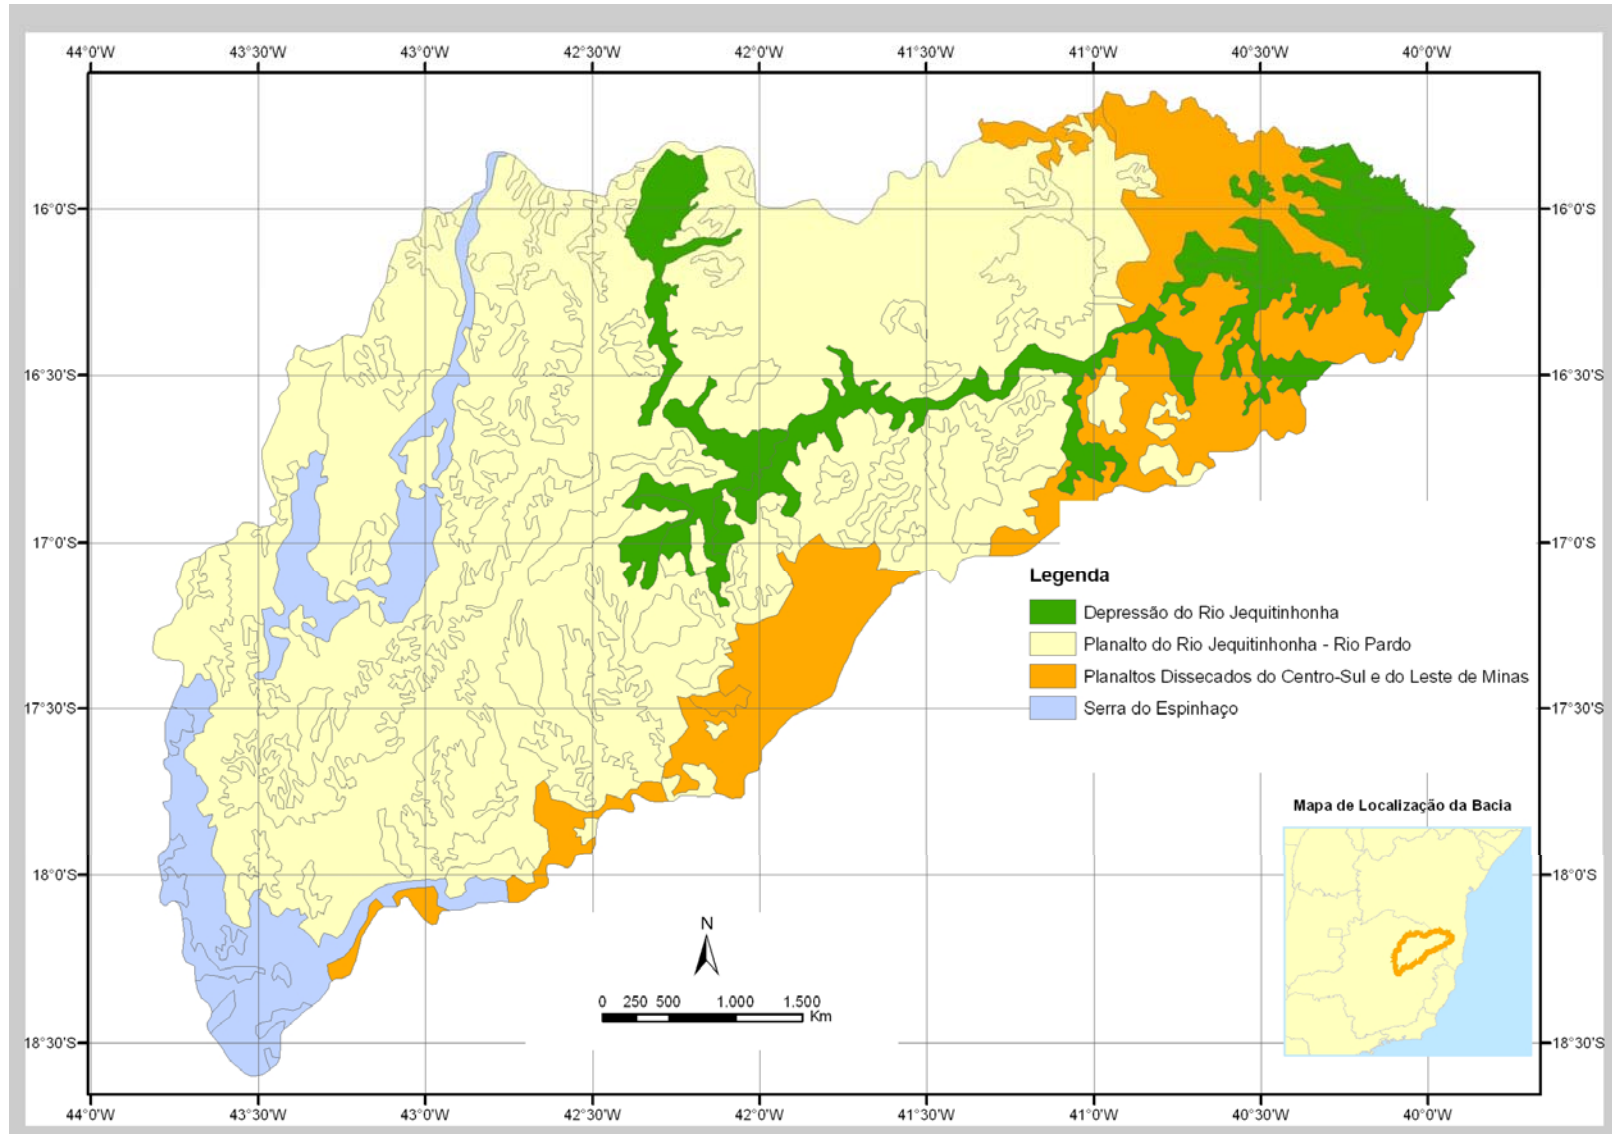 44°0'W 43°30'W 43°0'W 42°30'W 42°0'W 41°30'W 41°0'W 40°30'W 40°0'W
16°0'S 16°0'S
16°30'S 16°30'S
17°0'S 17°0'S
Legenda
Depressão do Rio Jequitinhonha
Planalto do Rio Jequitinhonha - Rio Pardo
Planaltos Dissecados do Centro-Sul e do Leste de Minas
17°30'S 17°30'S
Serra do Espinhaço
Mapa de Localização da Bacia
18°0'S 18°0'S
N
0 250 500 1.000 1.500
Km
18°30'S 18°30'S
44°0'W 43°30'W 43°0'W 42°30'W 42°0'W 41°30'W 41°0'W 40°30'W 40°0'W